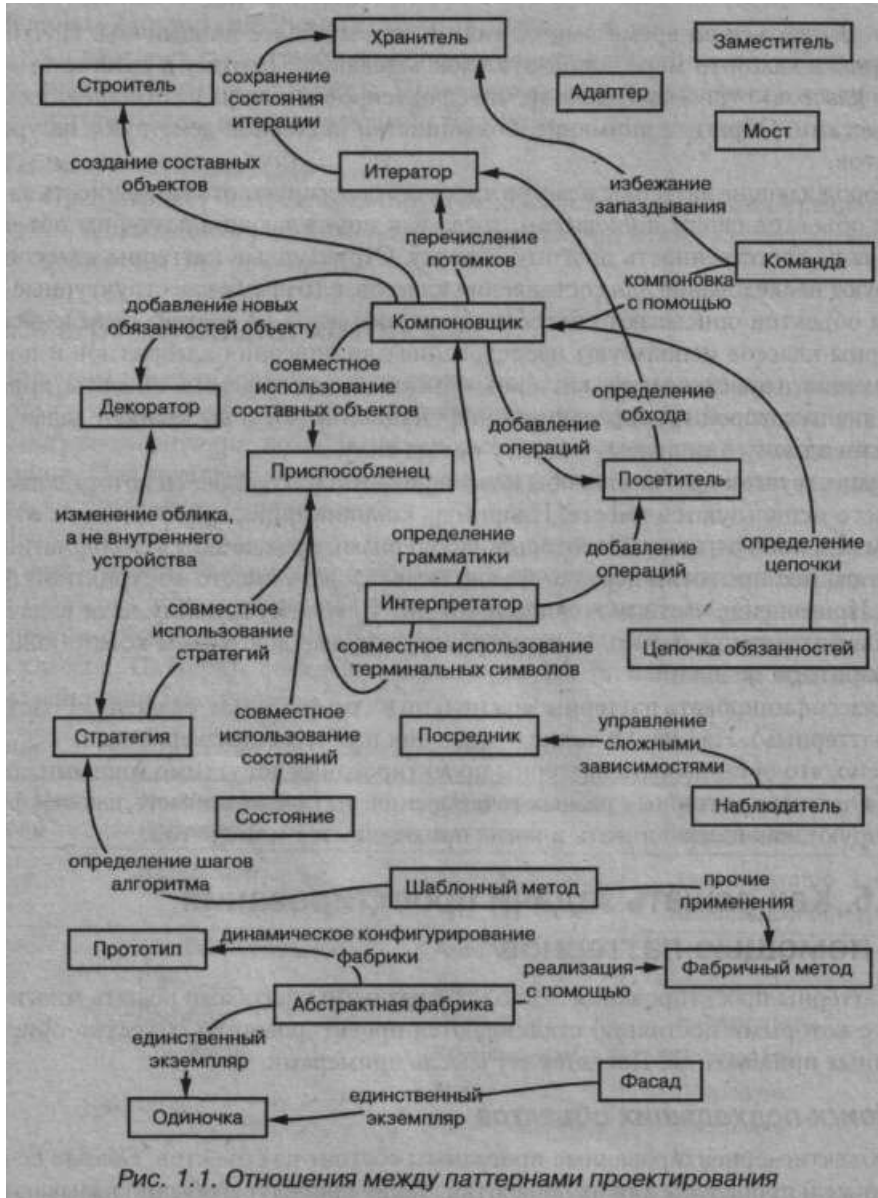 Хранитель
Заместитель
Строитель
сохранение
состояния
итерации
Адаптер
Мост
создание составных
объектов
Итератор
избежание
запаздывания
перечисление
потомков
Команда
компоновка
с помощью
добавление новых
обязанностей объекту
Компоновщик
совместное
использование
составных объектов
Декоратор
определение
обхода
добавление
операций
Приспособленец
Посетитель
изменение облика,
а не внутреннего
устройства
определение
грамматики
добавление
операций
определение
цепочки
Интерпретатор
совместное
использование
стратегий
совместное использование
терминальных символов
Цепочка обязанностей
Стратегия
совместное
использование
состояний
Посредник
управление
сложными
зависимостями
Состояние
Наблюдатель
определение шагов
алгоритма
Шаблонный метод
прочие
применения
Прототип
динамическое конфигурирование
фабрики
реализация
с помощью
Фабричный метод
Абстрактная фабрика
единственный
экземпляр
Фасад
Одиночка
единственный
экземпляр
Рис. 1.1. Отношения между паттернами проектирования